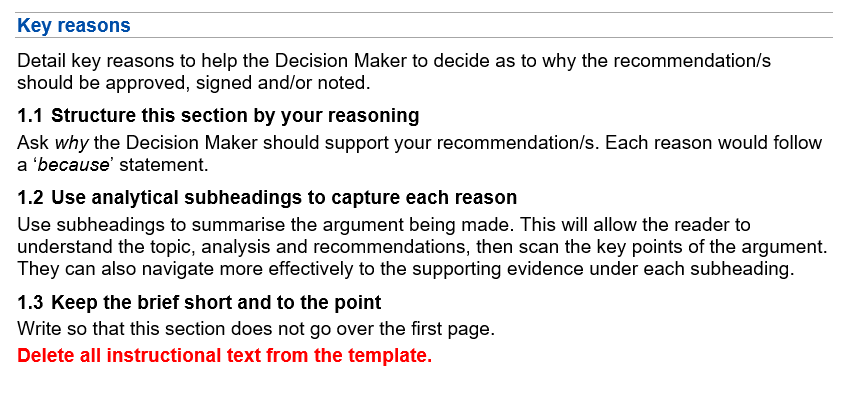 Key reasons
Detail key reasons to help the Decision Maker to decide as to why the recommendation/s
should be approved, signed and/or noted.
1.1 Structure this section by your reasoning
Ask why the Decision Maker should support your recommendation/s. Each reason would follow
a ‘because’ statement.
1.2 Use analytical subheadings to capture each reason
Use subheadings to summarise the argument being made. This will allow the reader to
understand the topic, analysis and recommendations, then scan the key points of the argument.
They can also navigate more effectively to the supporting evidence under each subheading.
1.3 Keep the brief short and to the point
Write so that this section does not go over the first page.
Delete all instructional text from the template.